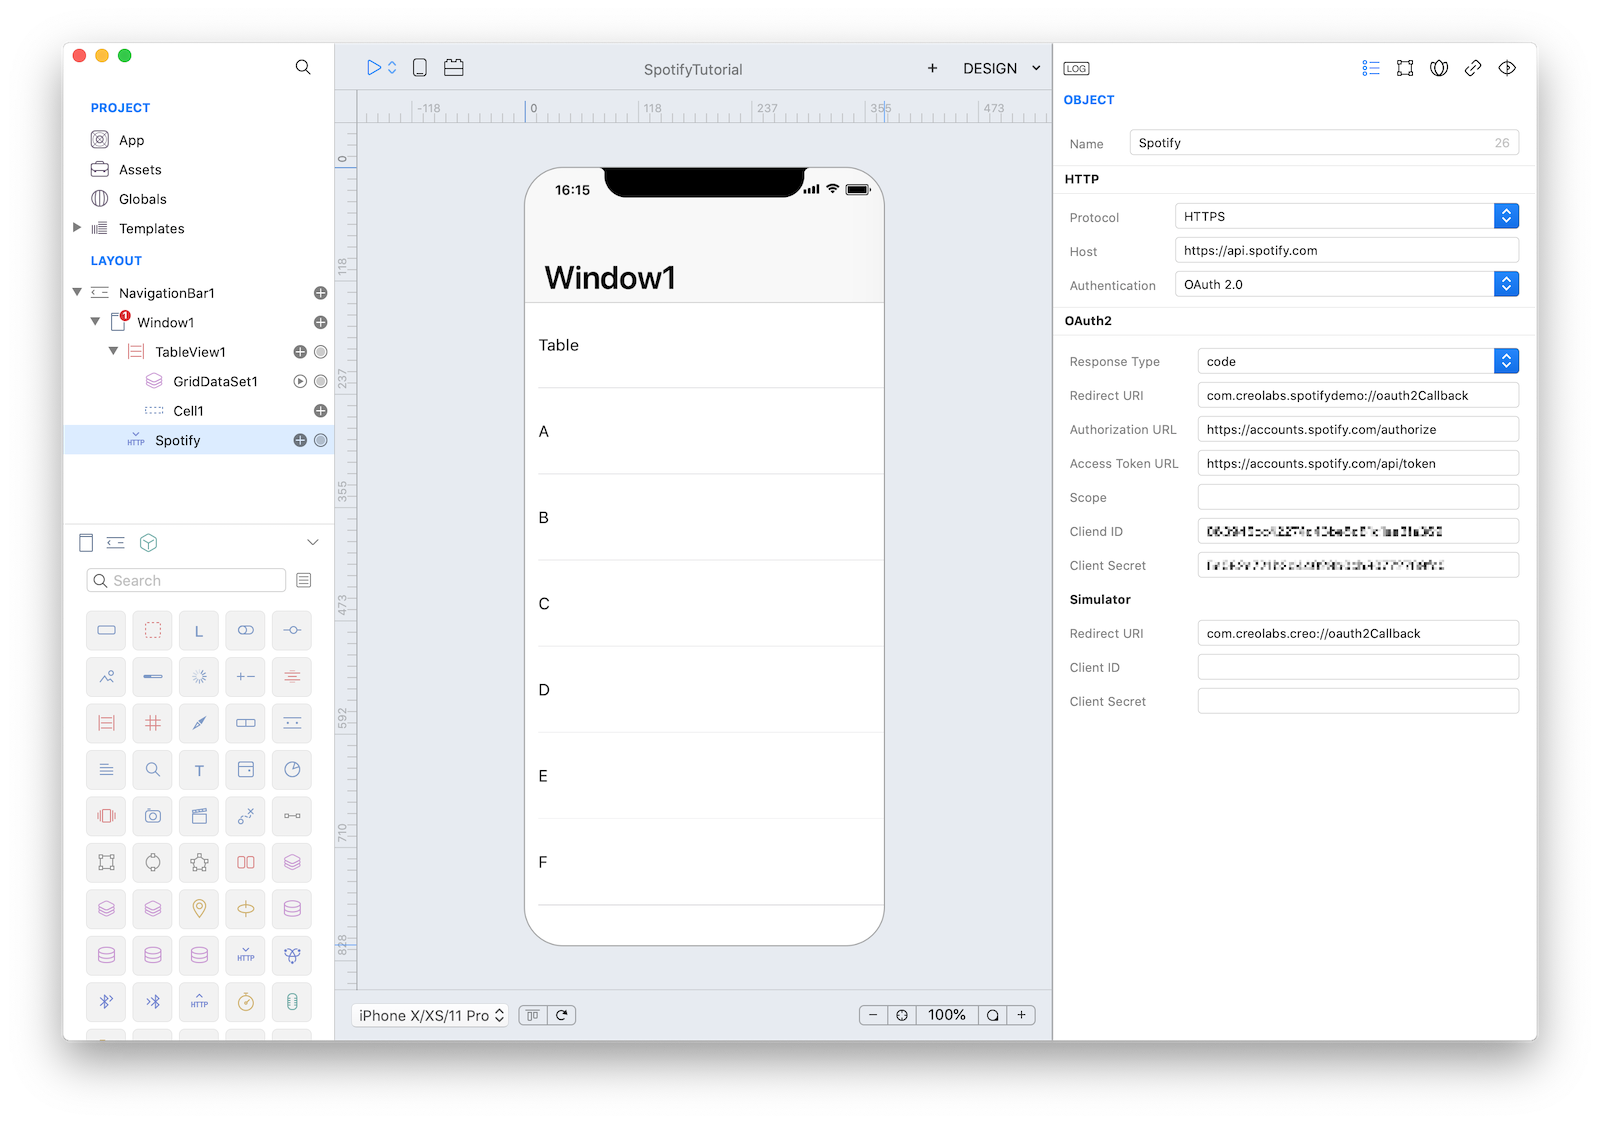 SpotifyTutorial
DESIGN
LOG
PROJECT
App
Assets
Globals
Templates
LAYOUT
NavigationBar1
1
Window1
TableView1
GridDataSet1
Cell1
HTTP
Spotify
Search
L
T
HTTP
HTTP
-118
0
118
237
355
473
0
118
237
355
473
592
710
828
16:15
Window1
Table
A
B
C
D
E
F
iPhone X/XS/11 Pro
100%
OBJECT
Name
Spotify
26
HTTP
Protocol
HTTPS
Host
https://api.spotify.com
Authentication
OAuth 2.0
OAuth2
Response Type
code
Redirect URI
com.creolabs.spotifydemo://oauth2Callback
Authorization URL
https://accounts.spotify.com/authorize
Access Token URL
https://accounts.spotify.com/api/token
Scope
Cliend ID
Client Secret
Simulator
Redirect URI
com.creolabs.creo://oauth2Callback
Client ID
Client Secret